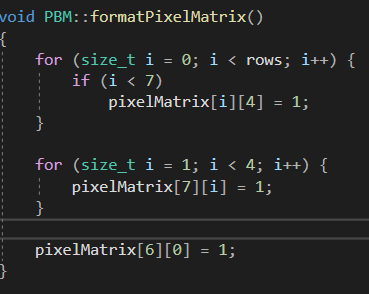 void PBM::formatPixelMatrix()
{
for (size_t i = 0; i < rows; i++) {
if (i < 7)
pixelMatrix[i][4] = 1;
}
for (size_t i = 1; i < 4; i++) {
pixelMatrix[7][i] = 1;
}
pixelMatrix[6][0] = 1;
}